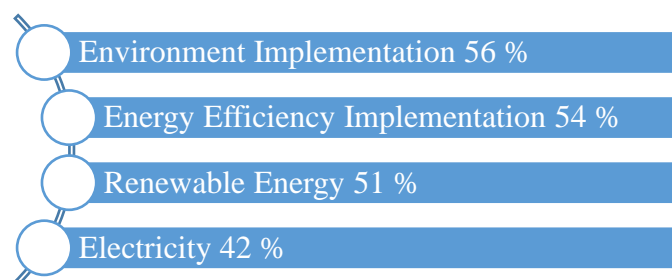 Environment Implementation 56 %
Energy Efficiency Implementation 54 %
Renewable Energy 51 %
Electricity 42 %